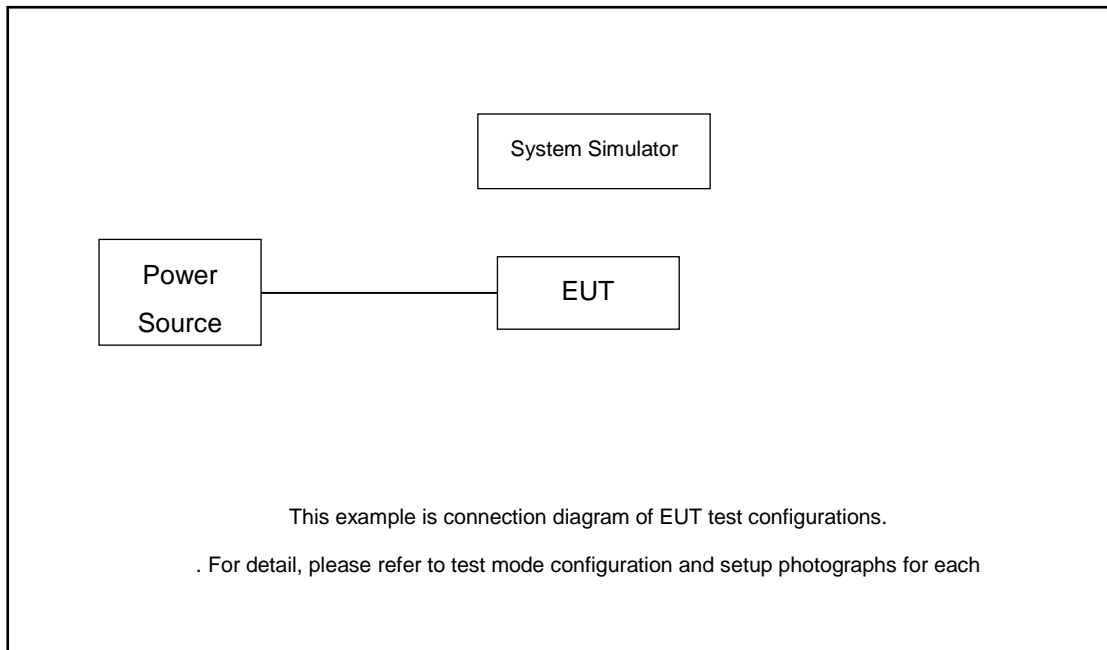 System Simulator
Power
Source
EUT
This example is connection diagram of EUT test configurations.
. For detail, please refer to test mode configuration and setup photographs for each